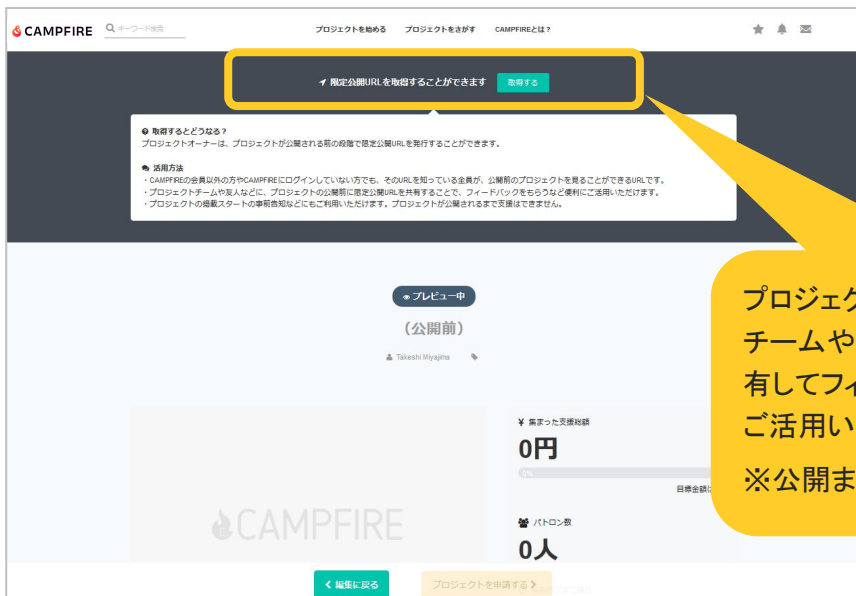 CAMPFIRE
キーワード検索
プロジェクトを始める プロジェクトをさがす CAMPFIREとは？
限定公開URLを取得することができます 取得する
取得するとどうなる？
プロジェクトオーナーは、プロジェクトが公開される前の段階で限定公開URLを発行することができます。
活用方法
・CAMPFIREの会員以外の方やCAMPFIREにログインしていない方でも、そのURLを知っている全員が、公開前のプロジェクトを見ることができるURLです。
・プロジェクトチームや友人などに、プロジェクトの公開前に限定公開URLを共有することで、フィードバックをもらうなど便利にご活用いただけます。
・プロジェクトの掲載スタートの事前告知などにもご利用いただけます。プロジェクトが公開されるまで支援はできません。
プレビュー中
（公開前）
Takeshi Miyajima
CAMPFIRE
¥ 集まった支援総額
0円
0%
目標金額
パトロン数
0人
プロジェク
チームや
有してフィ
ご活用い
※公開ま
編集に戻る
プロジェクトを申請する